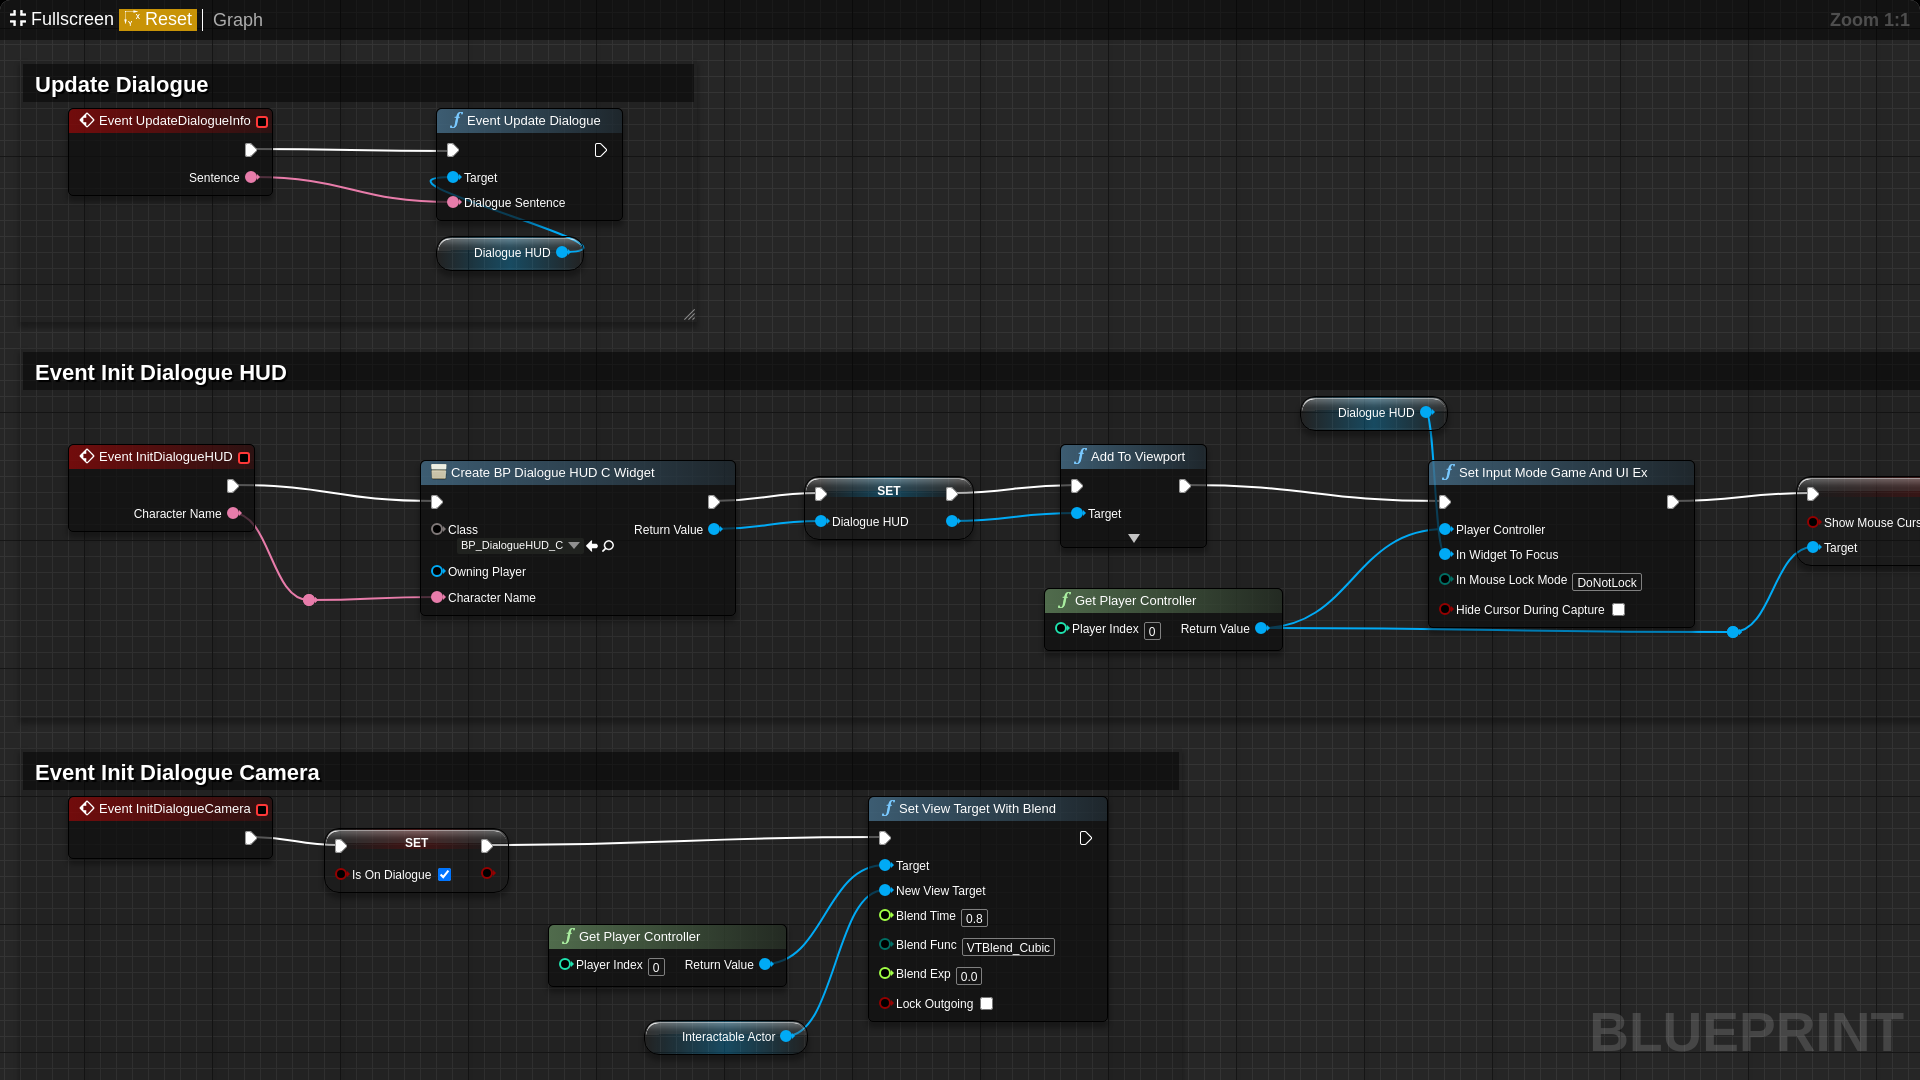 Fullscreen Reset Graph Zoom 1:1
Update Dialogue
Event UpdateDialogueInfo
Sentence
Event Update Dialogue
Target
Dialogue Sentence
Dialogue HUD
Event Init Dialogue HUD
Event InitDialogueHUD
Character Name
Create BP Dialogue HUD C Widget
Class
BP_DialogueHUD_C
Return Value
Owning Player
Character Name
SET
Dialogue HUD
Add To Viewport
Target
Get Player Controller
Player Index 0 Return Value
Dialogue HUD
Set Input Mode Game And UI Ex
Player Controller
In Widget To Focus
In Mouse Lock Mode DoNotLock
Hide Cursor During Capture
Show Mouse Curs
Target
Event Init Dialogue Camera
Event InitDialogueCamera
SET
Is On Dialogue
Get Player Controller
Player Index 0 Return Value
Interactable Actor
Set View Target With Blend
Target
New View Target
Blend Time 0.8
Blend Func VTBlend_Cubic
Blend Exp 0.0
Lock Outgoing
BLUEPRINT